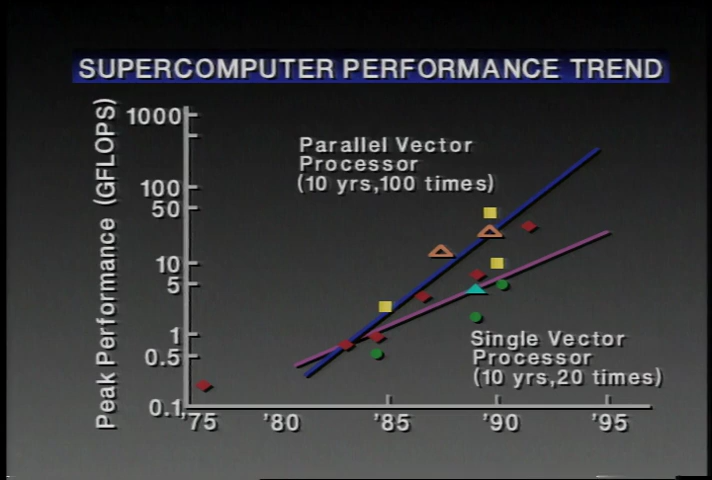 SUPERCOMPUTER PERFORMANCE TREND
Peak Performance (GFLOPS)
1000
100
50
10
5
1
0.5
0.1
Parallel Vector
Processor
(10 yrs,100 times)
Single Vector
Processor
(10 yrs,20 times)
'75 '80 '85 '90 '95